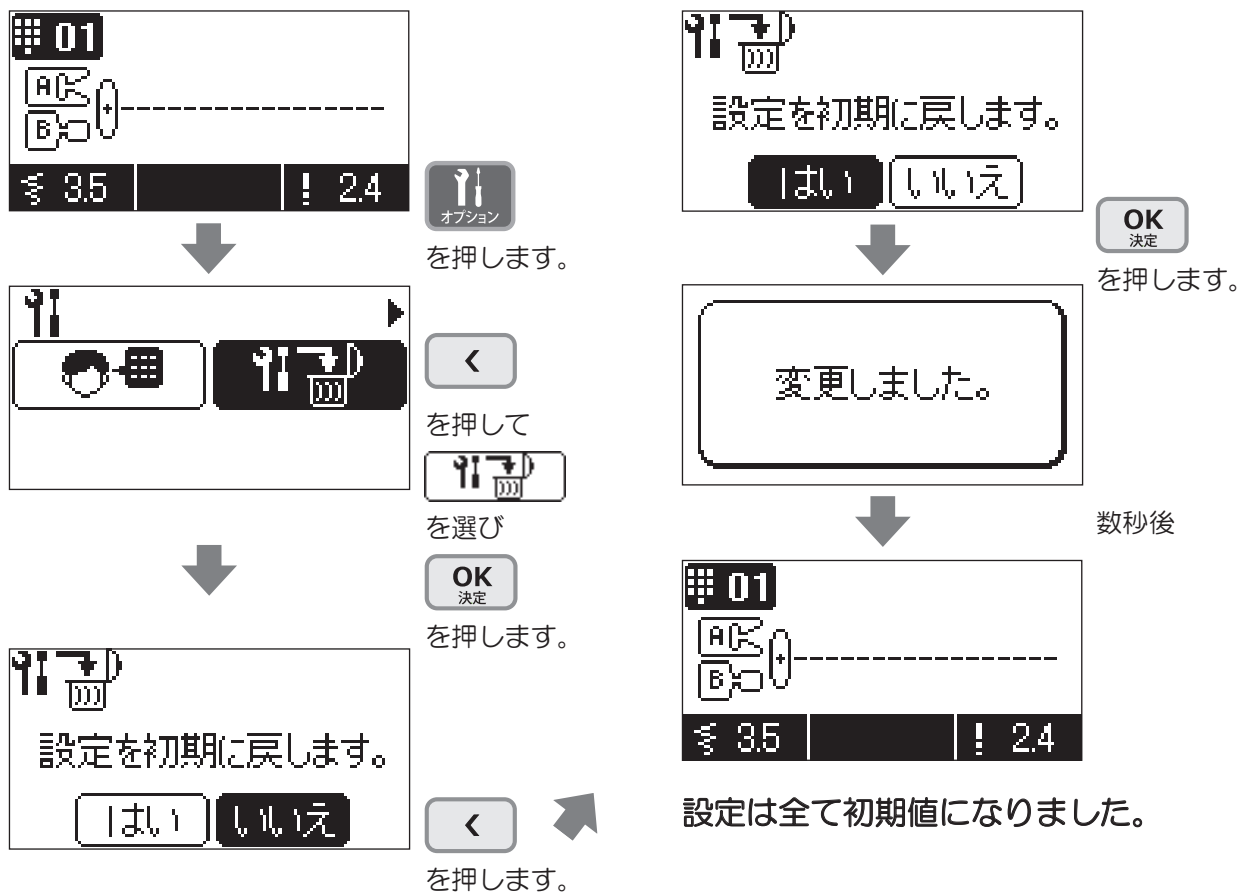 01
A
B
3.5
2.4
オプション
を押します。
を押して
を選び
OK
決定
を押します。
設定を初期に戻します。
はい
いいえ
を押します。
設定を初期に戻します。
はい
いいえ
OK
決定
を押します。
変更しました。
数秒後
01
A
B
3.5
2.4
設定は全て初期値になりました。